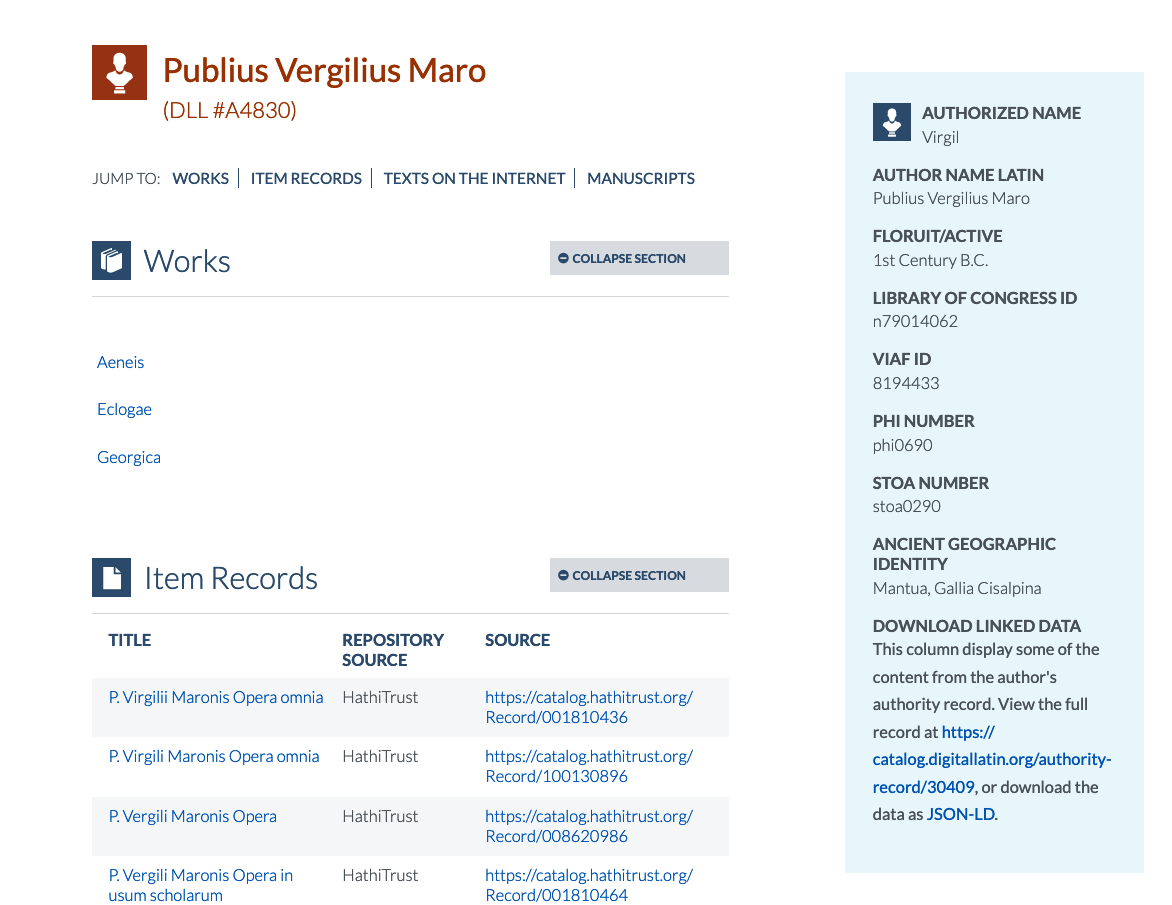 Publius Vergilius Maro
(DLL #A4830)
JUMP TO: WORKS | ITEM RECORDS | TEXTS ON THE INTERNET | MANUSCRIPTS
Works
COLLAPSE SECTION
Aeneis
Eclogae
Georgica
Item Records
COLLAPSE SECTION
TITLE
REPOSITORY
SOURCE
SOURCE
P. Virgilii Maronis Opera omnia
HathiTrust
https://catalog.hathitrust.org/
Record/001810436
P. Virgili Maronis Opera omnia
HathiTrust
https://catalog.hathitrust.org/
Record/100130896
P. Vergili Maronis Opera
HathiTrust
https://catalog.hathitrust.org/
Record/008620986
P. Vergili Maronis Opera in
usum scholarum
HathiTrust
https://catalog.hathitrust.org/
Record/001810464
AUTHORIZED NAME
Virgil
AUTHOR NAME LATIN
Publius Vergilius Maro
FLORUIT/ACTIVE
1st Century B.C.
LIBRARY OF CONGRESS ID
n79014062
VIAF ID
8194433
PHI NUMBER
phi0690
STOA NUMBER
stoa0290
ANCIENT GEOGRAPHIC
IDENTITY
Mantua, Gallia Cisalpina
DOWNLOAD LINKED DATA
This column display some of the
content from the author's
authority record. View the full
record at https://
catalog.digitallatin.org/authority-
record/30409, or download the
data as JSON-LD.